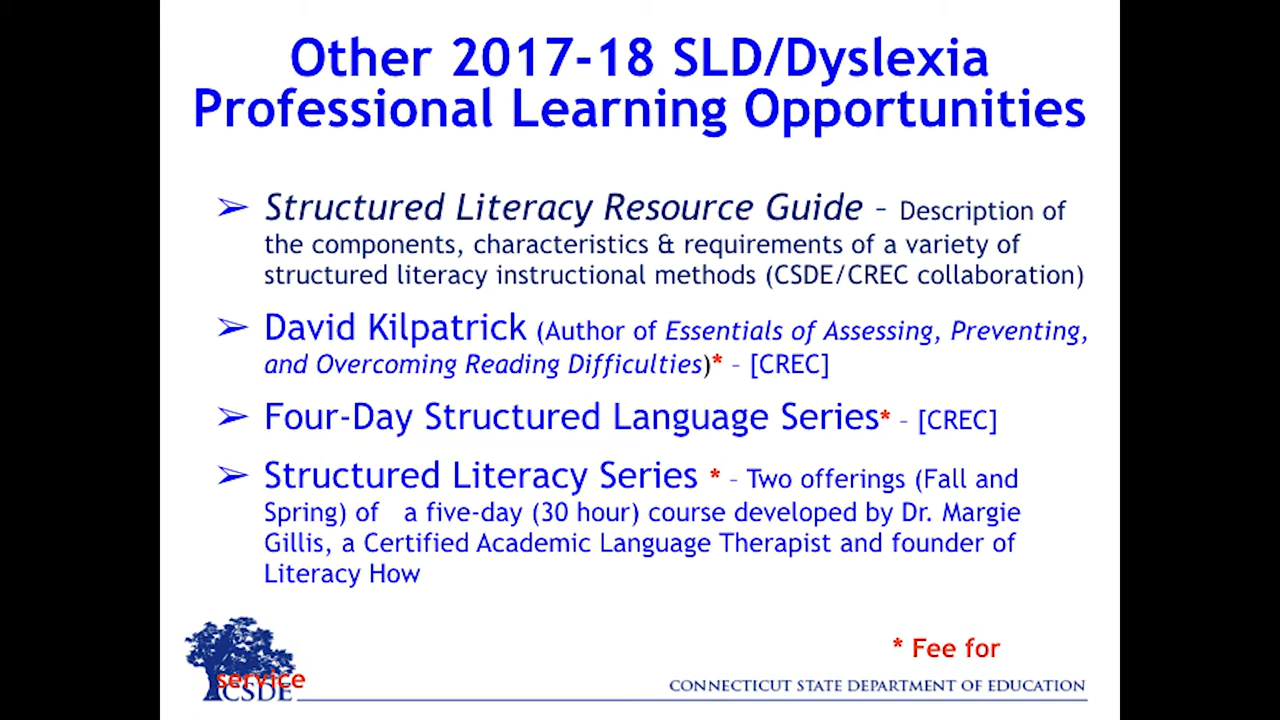 Other 2017-18 SLD/Dyslexia
Professional Learning Opportunities
➢ Structured Literacy Resource Guide – Description of
the components, characteristics & requirements of a variety of
structured literacy instructional methods (CSDE/CREC collaboration)
➢ David Kilpatrick (Author of Essentials of Assessing, Preventing,
and Overcoming Reading Difficulties)* – [CREC]
➢ Four-Day Structured Language Series* – [CREC]
➢ Structured Literacy Series * – Two offerings (Fall and
Spring) of a five-day (30 hour) course developed by Dr. Margie
Gillis, a Certified Academic Language Therapist and founder of
Literacy How
* Fee for
service
CSDE
CONNECTICUT STATE DEPARTMENT OF EDUCATION